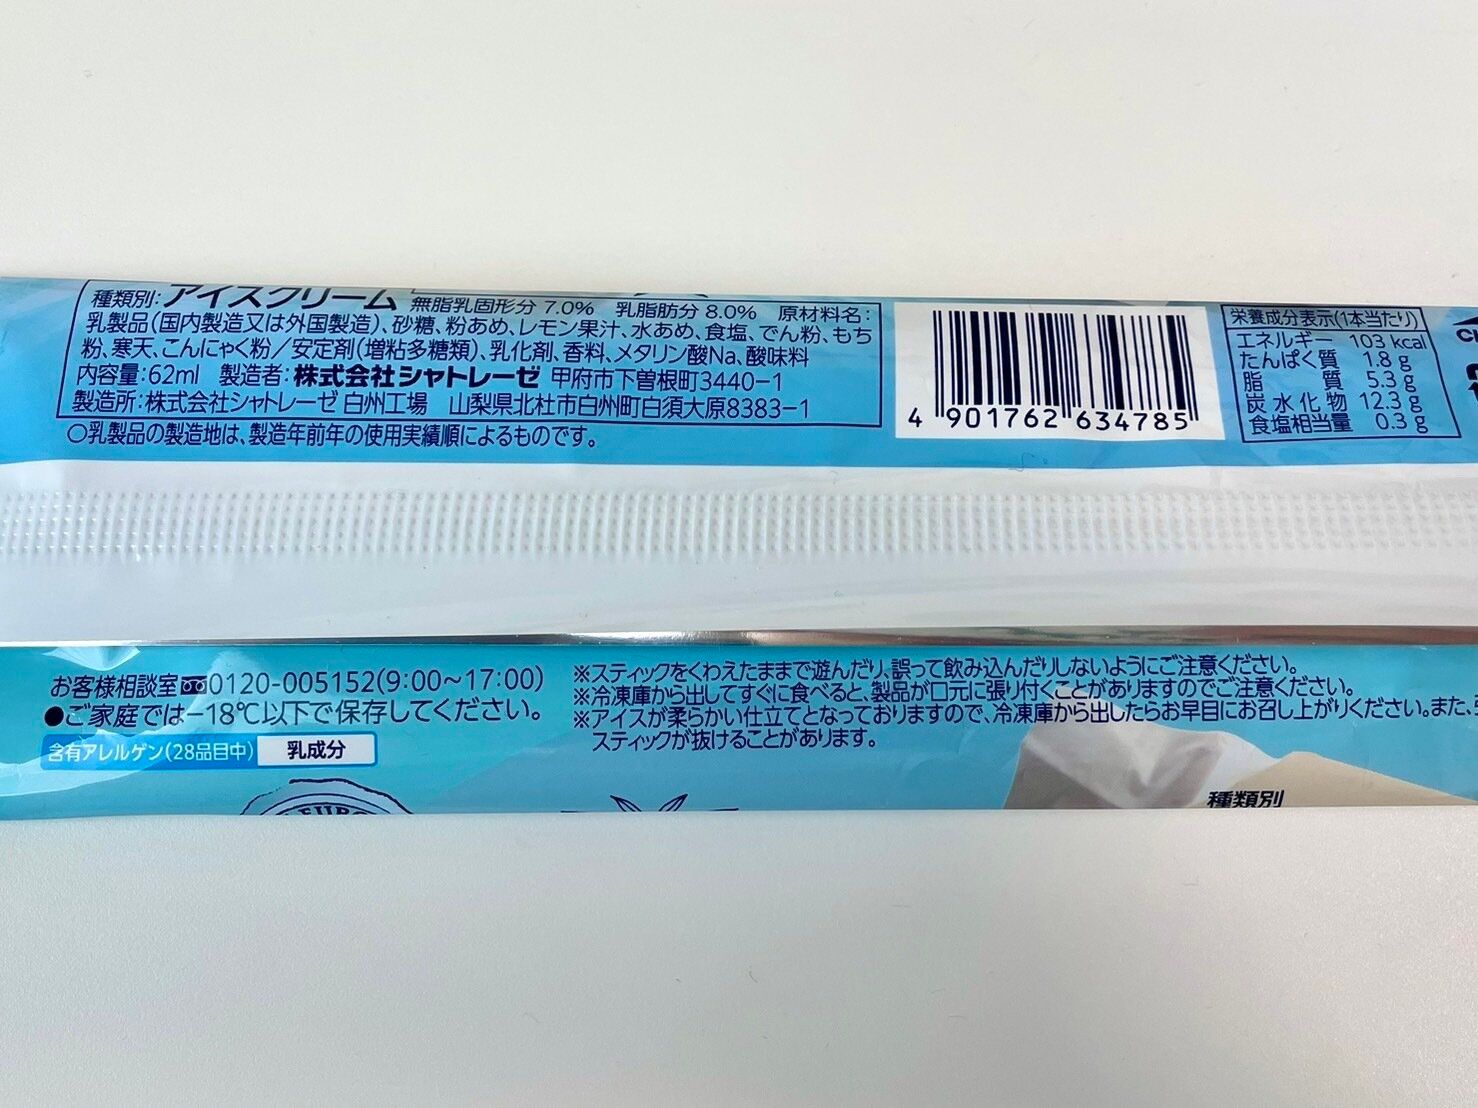 種類別:アイスクリーム 無脂乳固形分 7.0% 乳脂肪分 8.0% 原材料名:
乳製品(国内製造又は外国製造)、砂糖、粉あめ、レモン果汁、水あめ、食塩、でん粉、もち
粉、寒天、こんにゃく粉/安定剤(増粘多糖類)、乳化剤、香料、メタリン酸Na、酸味料
内容量:62ml 製造者:株式会社シャトレーゼ 甲府市下曽根町3440-1
製造所:株式会社シャトレーゼ 白州工場 山梨県北杜市白州町白須大原8383-1
○乳製品の製造地は、製造年前年の使用実績順によるものです。
4 901762 634785
栄養成分表示(1本当たり)
エネルギー 103 kcal
たんぱく質 1.8 g
脂質 5.3 g
炭水化物 12.3 g
食塩相当量 0.3 g
お客様相談室 0120-005152(9:00~17:00)
●ご家庭では-18℃以下で保存してください。
含有アレルゲン(28品目中) 乳成分
※スティックをくわえたままで遊んだり、誤って飲み込んだりしないようにご注意ください。
※冷凍庫から出してすぐに食べると、製品が口元に張り付くことがありますのでご注意ください。
※アイスが柔らかい仕立てとなっておりますので、冷凍庫から出したらお早目にお召し上がりください。また、
スティックが抜けることがあります。
種類別